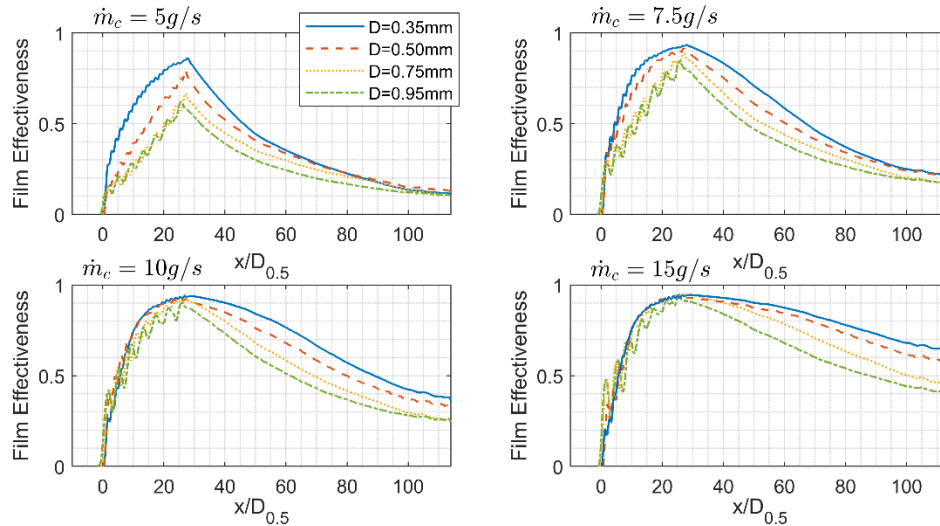 ṁ_c = 5g/s
D=0.35mm
D=0.50mm
D=0.75mm
D=0.95mm
1
0.5
0
Film Effectiveness
0 20 40 60 80 100
x/D_0.5
ṁ_c = 7.5g/s
1
0.5
0
Film Effectiveness
0 20 40 60 80 100
x/D_0.5
ṁ_c = 10g/s
1
0.5
0
Film Effectiveness
0 20 40 60 80 100
x/D_0.5
ṁ_c = 15g/s
1
0.5
0
Film Effectiveness
0 20 40 60 80 100
x/D_0.5